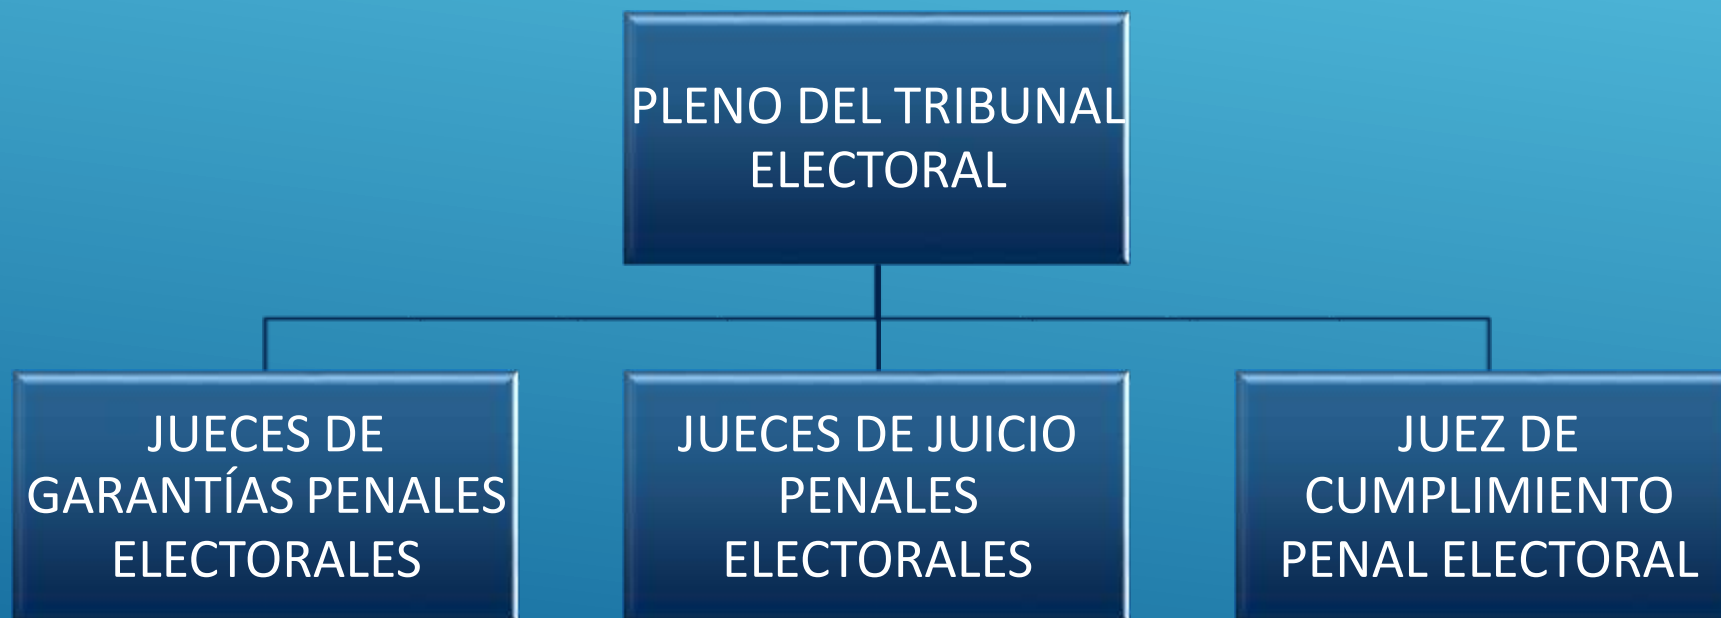 PLENO DEL TRIBUNAL
ELECTORAL
JUECES DE
GARANTÍAS PENALES
ELECTORALES
JUECES DE JUICIO
PENALES
ELECTORALES
JUEZ DE
CUMPLIMIENTO
PENAL ELECTORAL